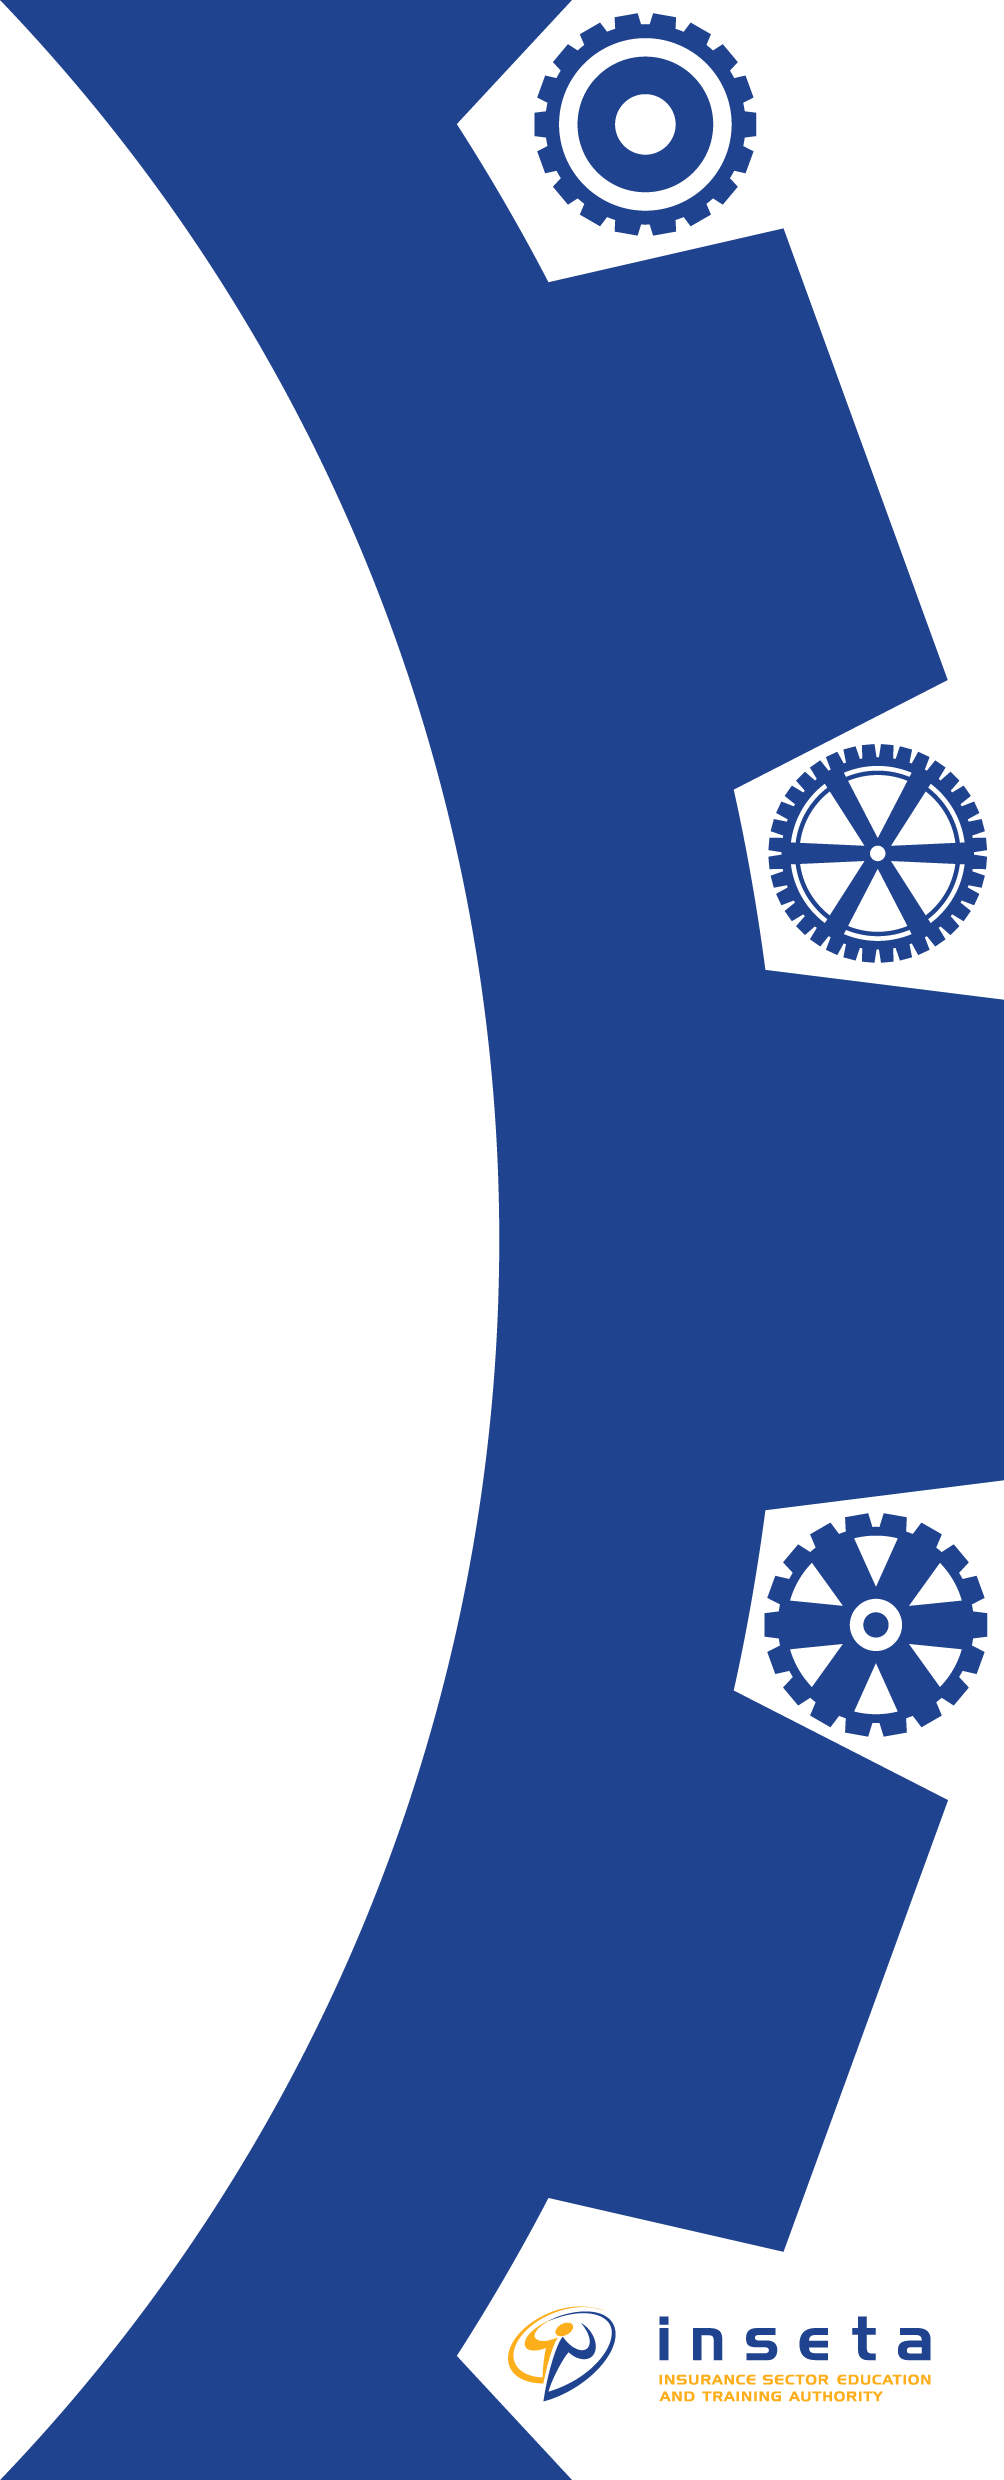 inseta
INSURANCE SECTOR EDUCATION
AND TRAINING AUTHORITY